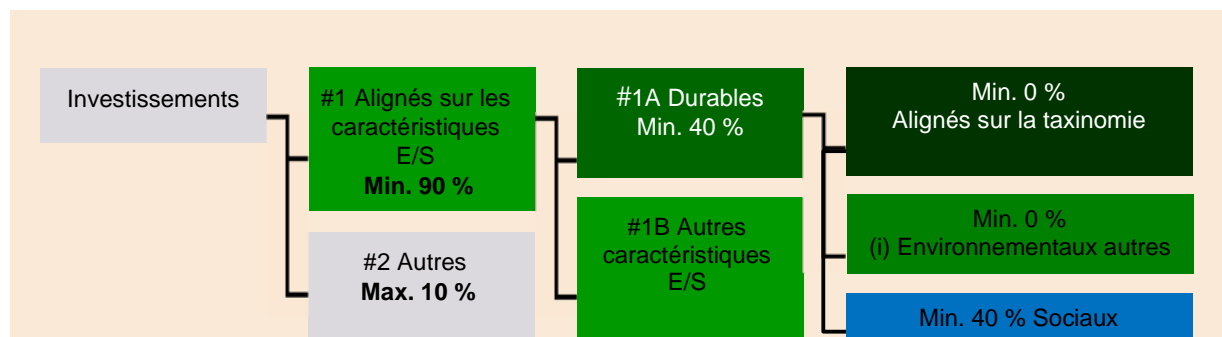 Investissements
#1 Alignés sur les
caractéristiques
E/S
Min. 90 %
#2 Autres
Max. 10 %
#1A Durables
Min. 40 %
#1B Autres
caractéristiques
E/S
Min. 0 %
Alignés sur la taxinomie
Min. 0 %
(i) Environnementaux autres
Min. 40 % Sociaux